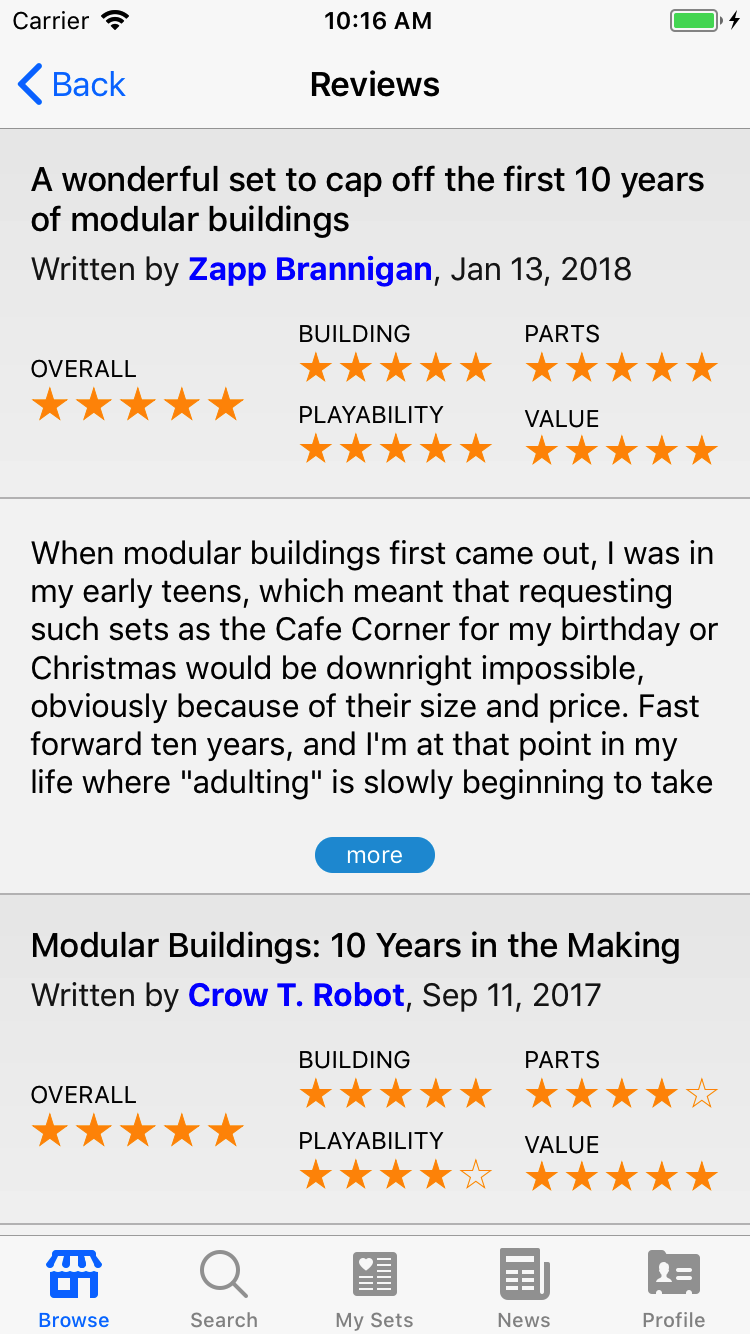 Carrier 10:16 AM
Back Reviews
A wonderful set to cap off the first 10 years
of modular buildings
Written by Zapp Brannigan, Jan 13, 2018
OVERALL
★★★★★
BUILDING
★★★★★
PARTS
★★★★★
PLAYABILITY
★★★★★
VALUE
★★★★★
When modular buildings first came out, I was in
my early teens, which meant that requesting
such sets as the Cafe Corner for my birthday or
Christmas would be downright impossible,
obviously because of their size and price. Fast
forward ten years, and I'm at that point in my
life where "adulting" is slowly beginning to take
more
Modular Buildings: 10 Years in the Making
Written by Crow T. Robot, Sep 11, 2017
OVERALL
★★★★★
BUILDING
★★★★★
PARTS
★★★★☆
PLAYABILITY
★★★★☆
VALUE
★★★★★
Browse Search My Sets News Profile